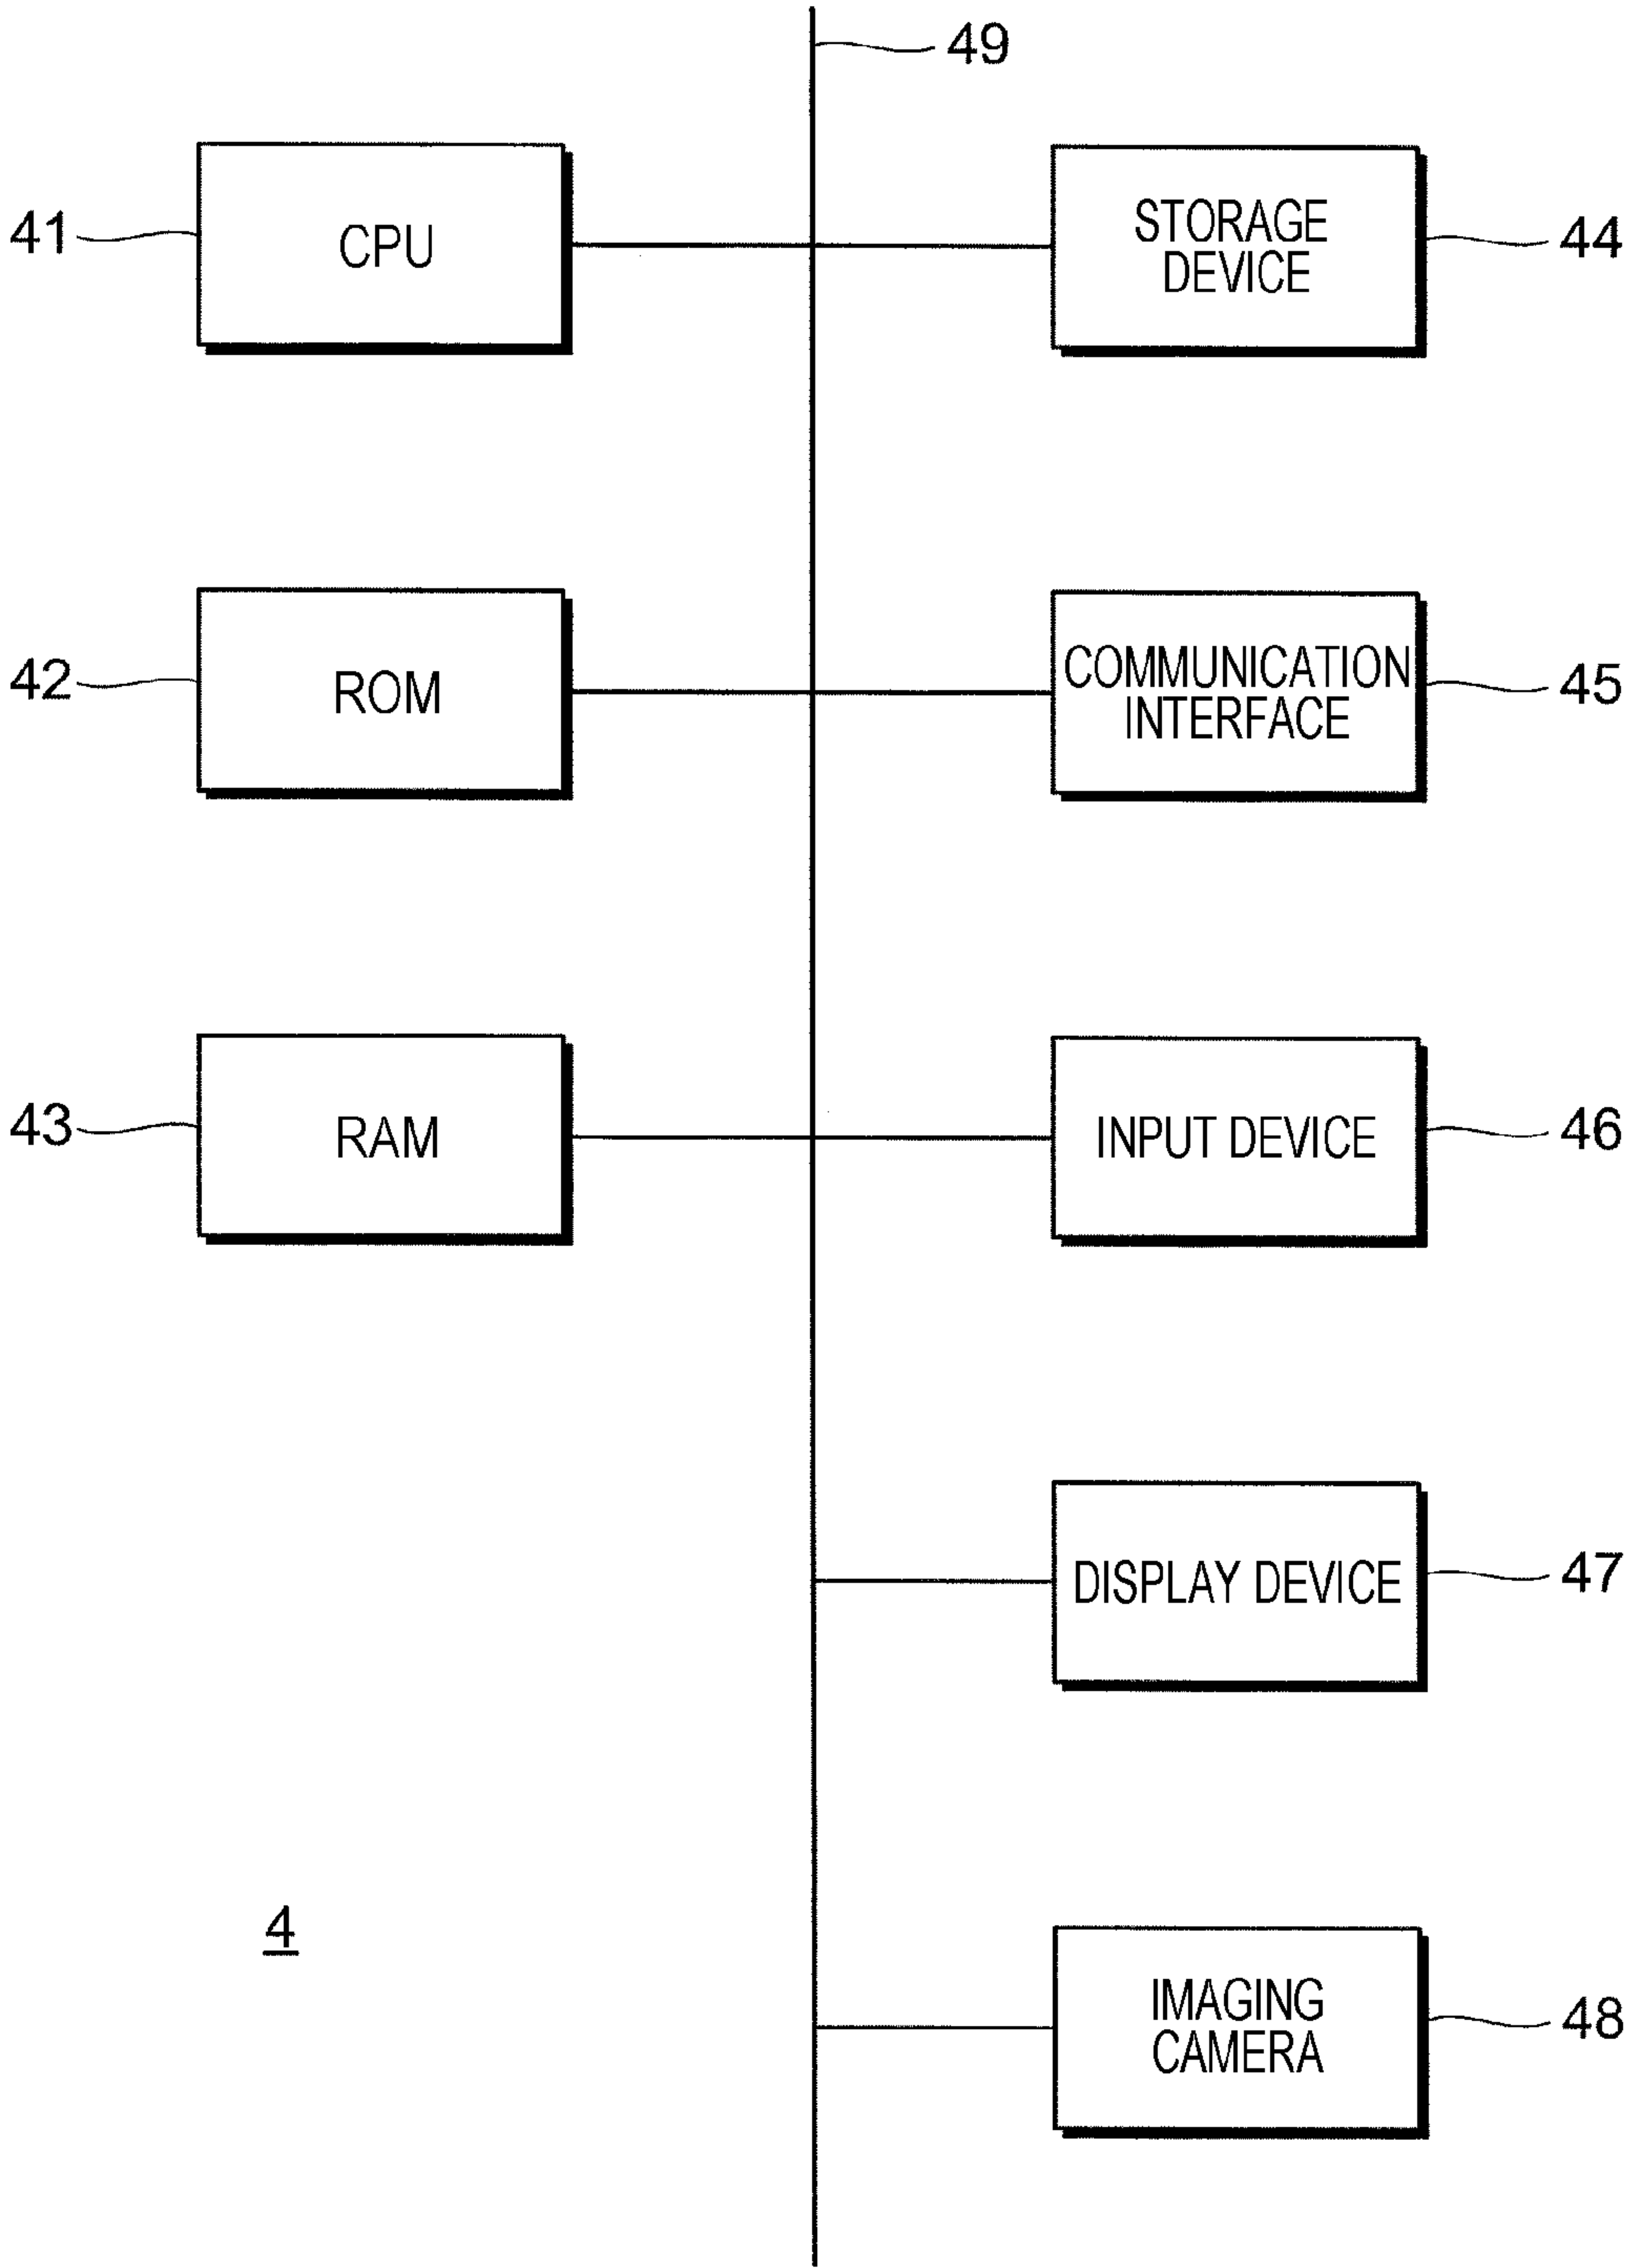 49
41
CPU
STORAGE
DEVICE
44
42
ROM
COMMUNICATION
INTERFACE
45
43
RAM
INPUT DEVICE
46
DISPLAY DEVICE
47
4
IMAGING
CAMERA
48